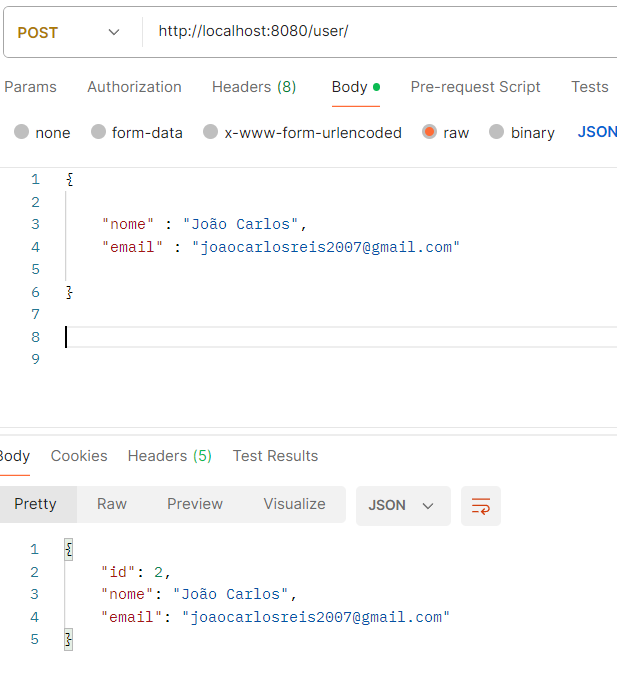 POST http://localhost:8080/user/
Params Authorization Headers (8) Body Pre-request Script Tests
none form-data x-www-form-urlencoded raw binary JSON
1 {
2
3 "nome" : "João Carlos",
4 "email" : "joaocarlosreis2007@gmail.com"
5
6 }
7
8
9
Body Cookies Headers (5) Test Results
Pretty Raw Preview Visualize JSON
1 {
2 "id": 2,
3 "nome": "João Carlos",
4 "email": "joaocarlosreis2007@gmail.com"
5 }